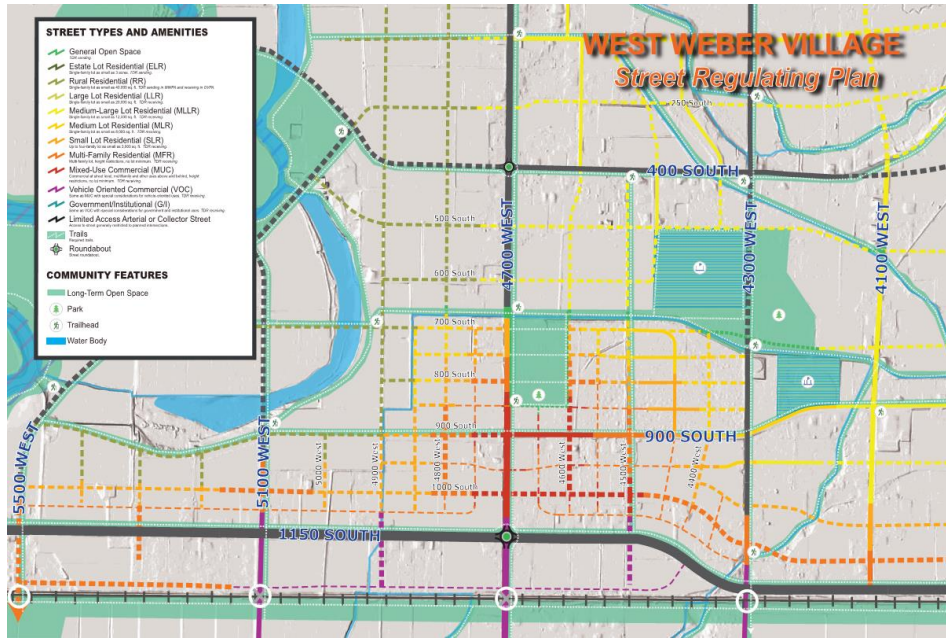 WEST WEBER VILLAGE
Street Regulating Plan
STREET TYPES AND AMENITIES
General Open Space
TDR sending.
Estate Lot Residential (ELR)
Rural Residential (RR)
Large Lot Residential (LLR)
Medium-Large Lot Residential (MLLR)
Medium Lot Residential (MLR)
Small Lot Residential (SLR)
Multi-Family Residential (MFR)
Mixed-Use Commercial (MUC)
Vehicle Oriented Commercial (VOC)
Government/Institutional (G/I)
Limited Access Arterial or Collector Street
Trails
Roundabout
COMMUNITY FEATURES
Long-Term Open Space
Park
Trailhead
Water Body
250 South
400 SOUTH
500 South
600 South
700 South
800 South
900 South
900 SOUTH
1000 South
1150 SOUTH
5500 WEST
5100 WEST
5000 West
4900 West
4800 West
4700 WEST
4600 West
4500 West
4400 West
4300 WEST
4100 WEST